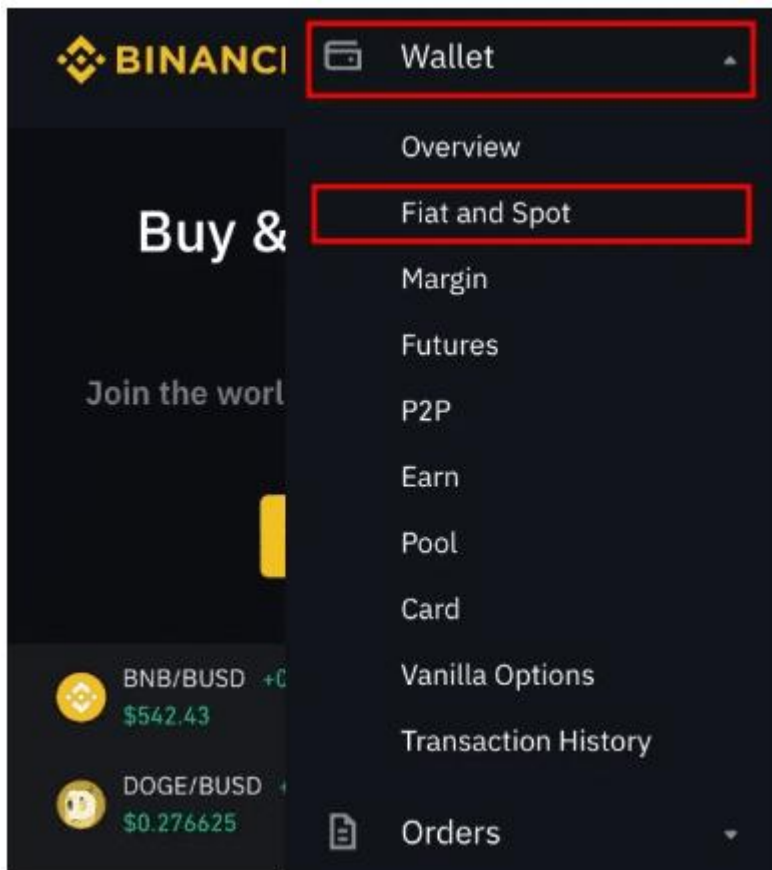 BINANC
Buy &
Join the worl
BNB/BUSD +0
$542.43
DOGE/BUSD +
$0.276625
Wallet
Overview
Fiat and Spot
Margin
Futures
P2P
Earn
Pool
Card
Vanilla Options
Transaction History
Orders